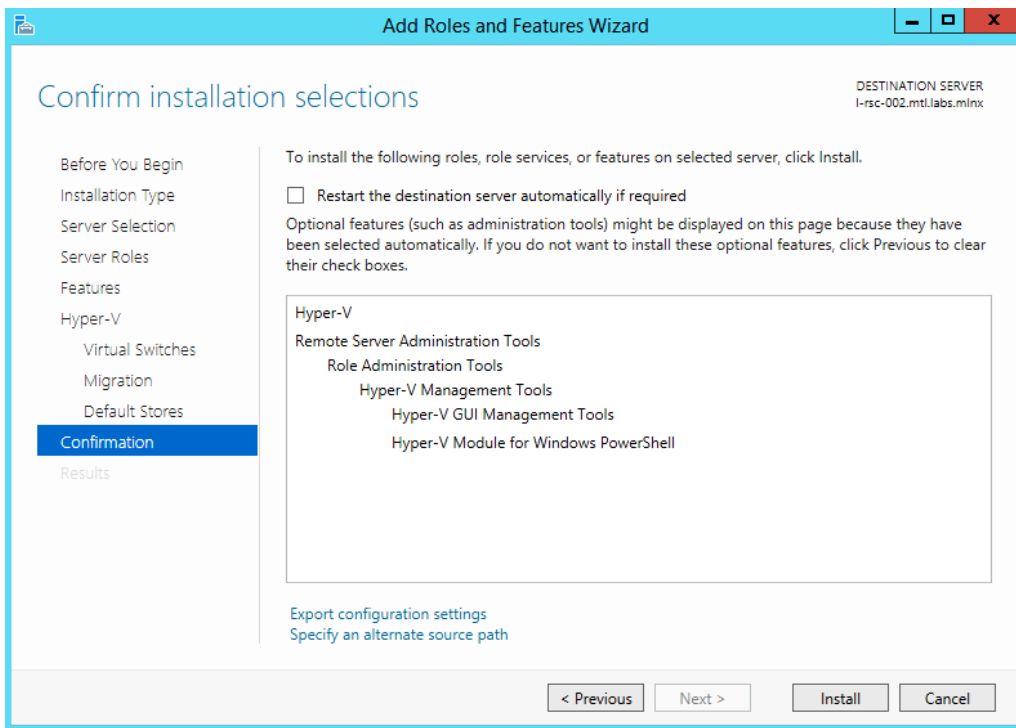 Add Roles and Features Wizard
Confirm installation selections
DESTINATION SERVER
l-rsc-002.mtl.labs.mlnx
Before You Begin
Installation Type
Server Selection
Server Roles
Features
Hyper-V
Virtual Switches
Migration
Default Stores
Confirmation
Results
To install the following roles, role services, or features on selected server, click Install.
Restart the destination server automatically if required
Optional features (such as administration tools) might be displayed on this page because they have
been selected automatically. If you do not want to install these optional features, click Previous to clear
their check boxes.
Hyper-V
Remote Server Administration Tools
Role Administration Tools
Hyper-V Management Tools
Hyper-V GUI Management Tools
Hyper-V Module for Windows PowerShell
Export configuration settings
Specify an alternate source path
< Previous
Next >
Install
Cancel